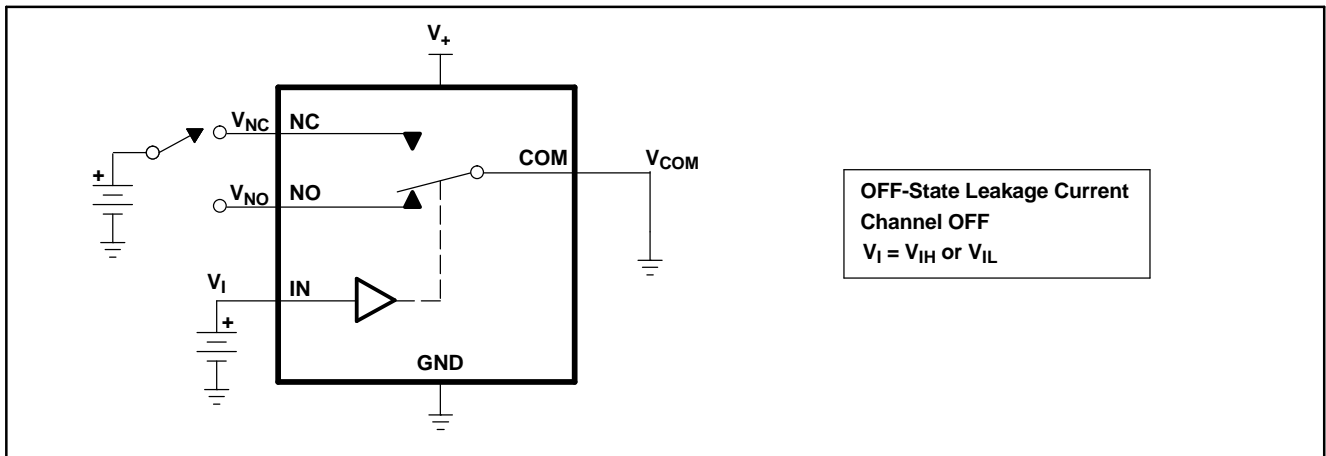 V+
VNC NC
+
COM VCOM
VNO NO
OFF-State Leakage Current
Channel OFF
VI = VIH or VIL
VI IN
+
GND